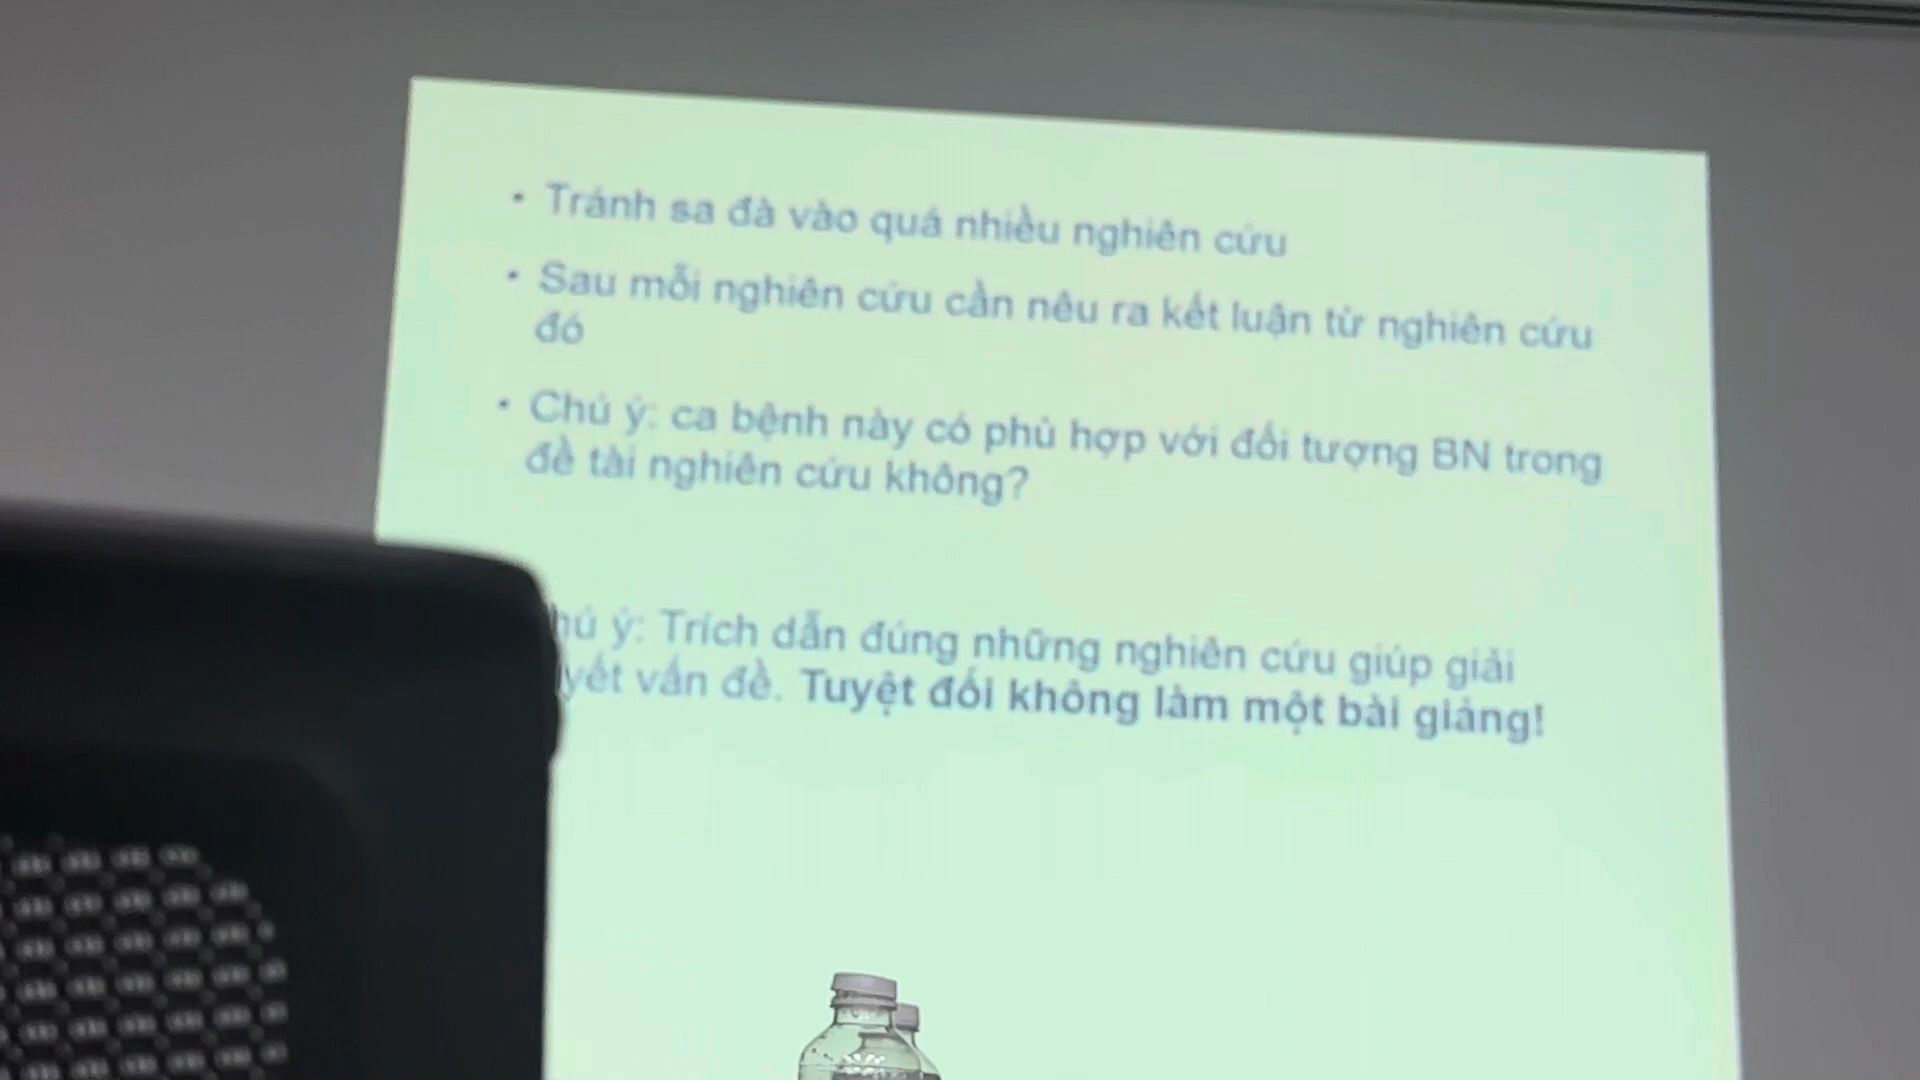 • Tránh sa đà vào quá nhiều nghiên cứu
• Sau mỗi nghiên cứu cần nêu ra kết luận từ nghiên cứu
đó
• Chú ý: ca bệnh này có phù hợp với đối tượng BN trong
đề tài nghiên cứu không?
hú ý: Trích dẫn đúng những nghiên cứu giúp giải
yết vấn đề. Tuyệt đối không làm một bài giảng!